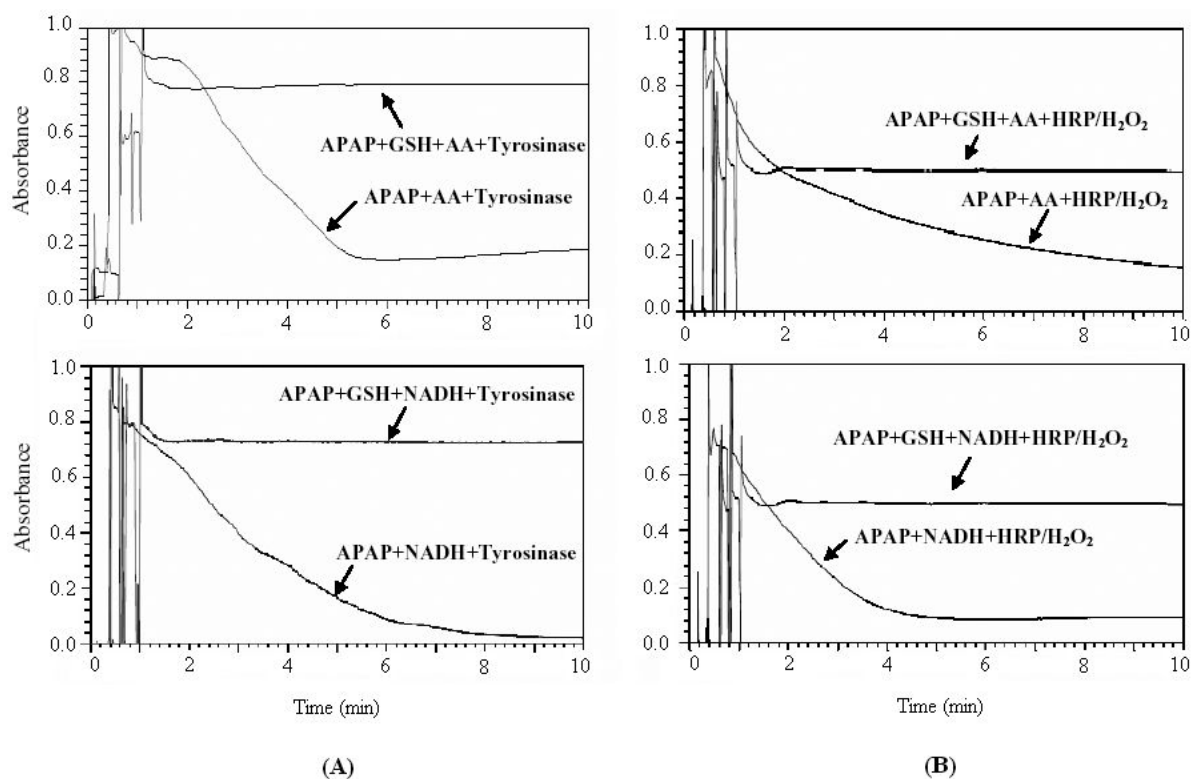 1.0
0.8
0.6
0.4
0.2
0.0
Absorbance
APAP+GSH+AA+Tyrosinase
APAP+AA+Tyrosinase
0 2 4 6 8 10
1.0
0.8
0.6
0.4
0.2
0.0
APAP+GSH+AA+HRP/H₂O₂
APAP+AA+HRP/H₂O₂
0 2 4 6 8 10
1.0
0.8
0.6
0.4
0.2
0.0
Absorbance
APAP+GSH+NADH+Tyrosinase
APAP+NADH+Tyrosinase
0 2 4 6 8 10
Time (min)
1.0
0.8
0.6
0.4
0.2
0.0
APAP+GSH+NADH+HRP/H₂O₂
APAP+NADH+HRP/H₂O₂
0 2 4 6 8 10
Time (min)
(A)
(B)